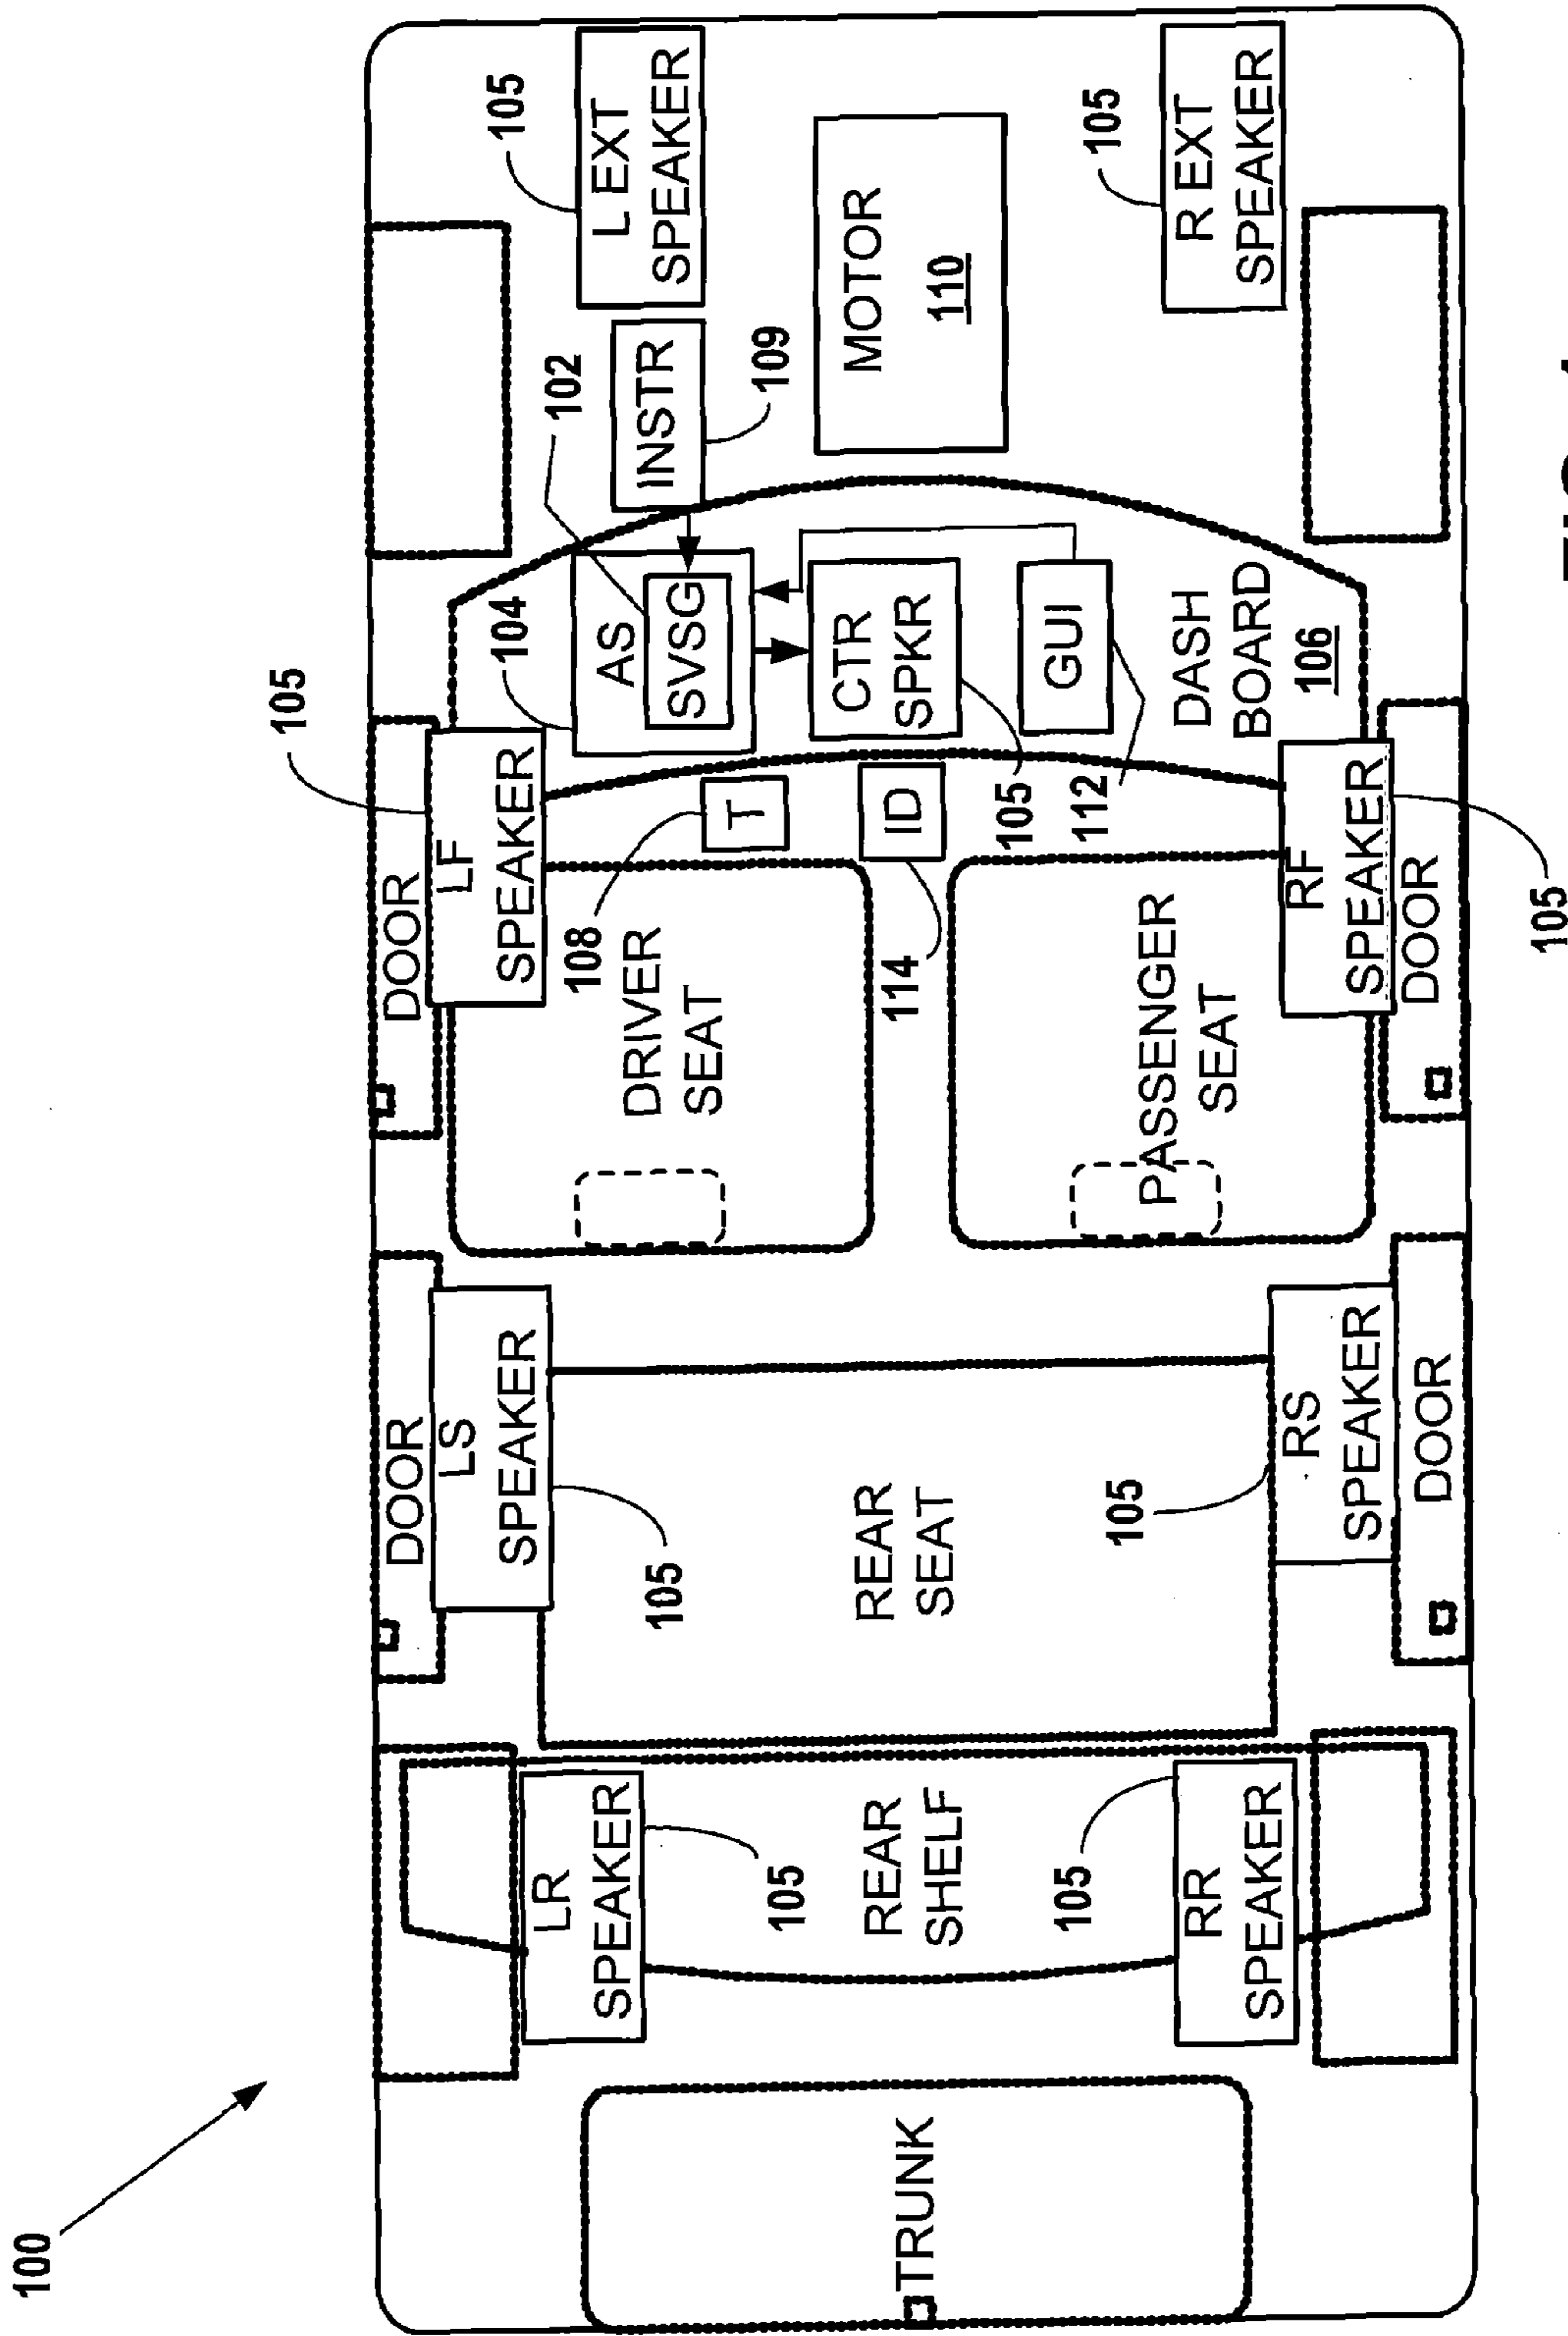 100
105
L EXT
SPEAKER
105
R EXT
SPEAKER
MOTOR
110
INSTR
109
102
104
AS
SVSG
CTR
SPKR
105
GUI
112
DASH
BOARD
106
105
DOOR
LF
SPEAKER
T
108
ID
114
RF
SPEAKER
DOOR
105
DRIVER
SEAT
PASSENGER
SEAT
DOOR
LS
SPEAKER
105
REAR
SEAT
105
RS
SPEAKER
DOOR
LR
SPEAKER
105
REAR
SHELF
105
RR
SPEAKER
TRUNK